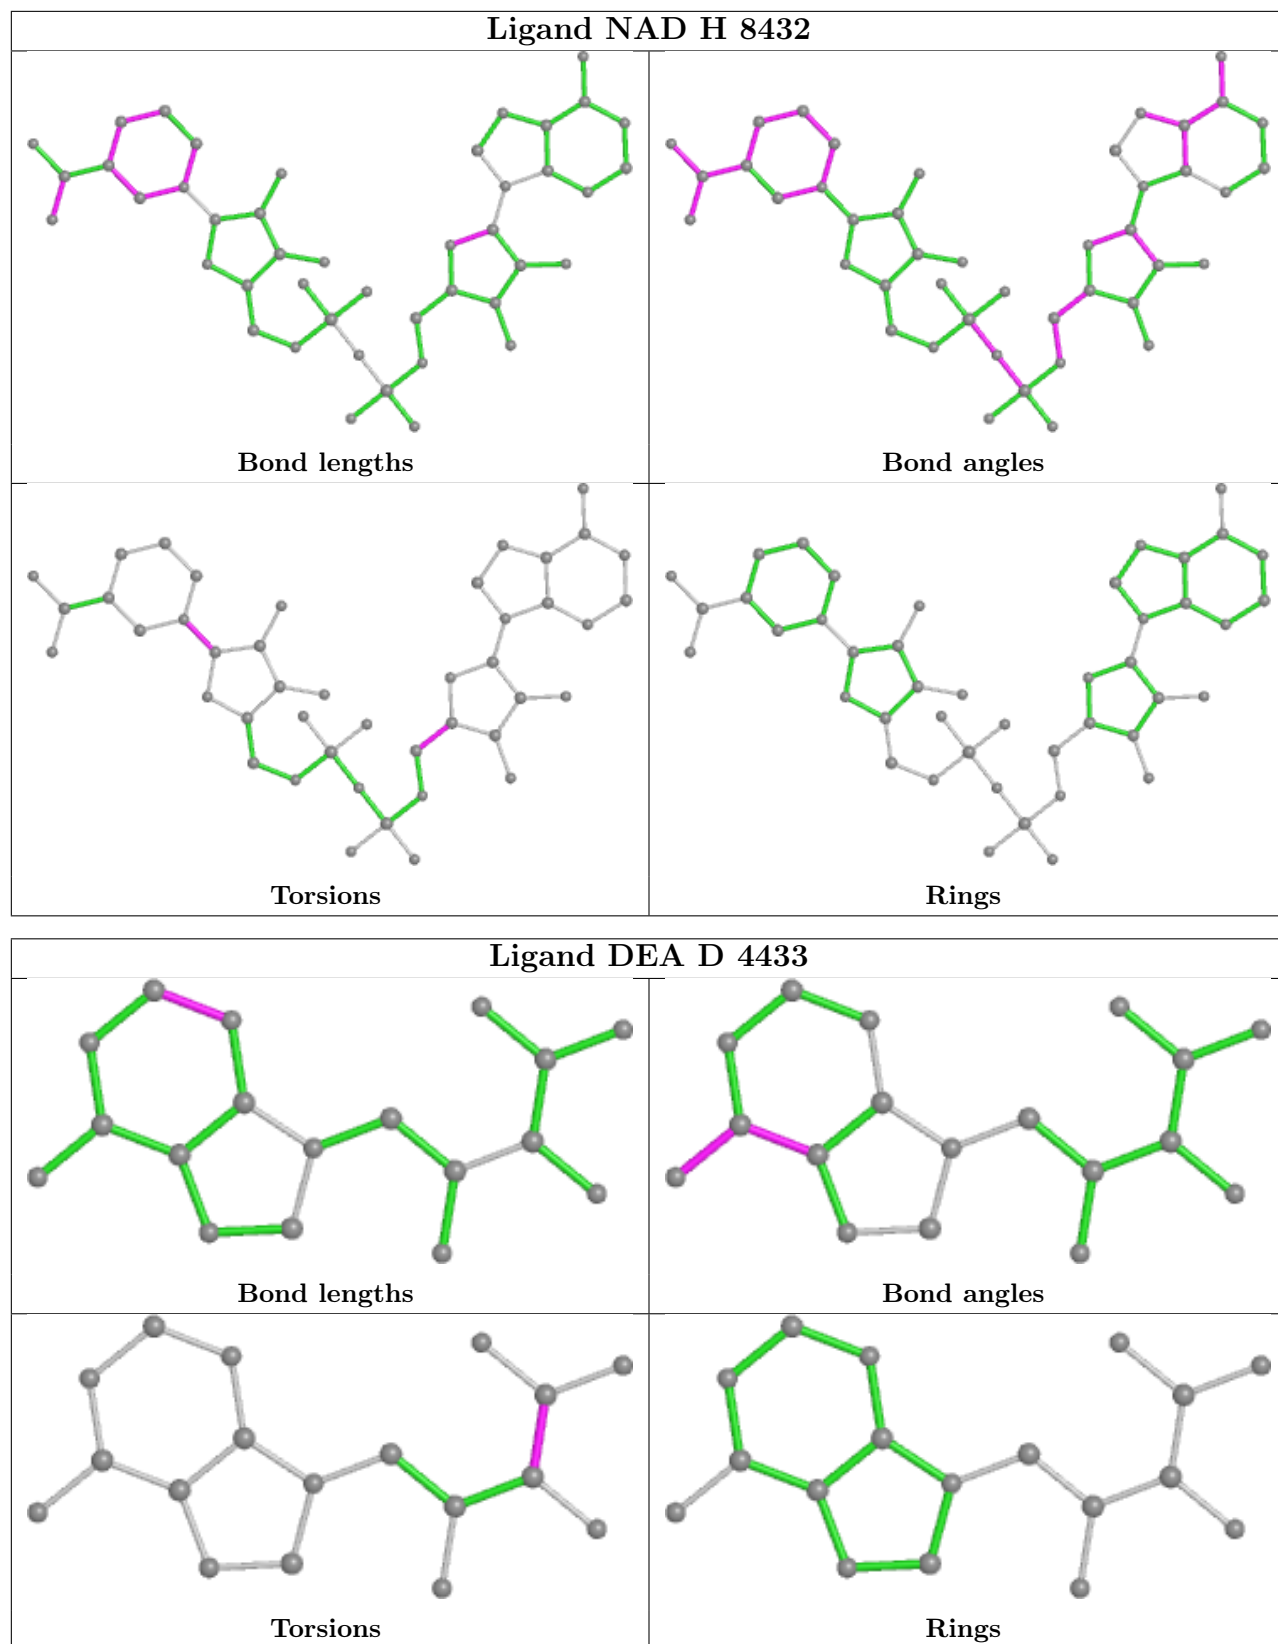 Ligand NAD H 8432
Bond lengths
Bond angles
Torsions
Rings
Ligand DEA D 4433
Bond lengths
Bond angles
Torsions
Rings